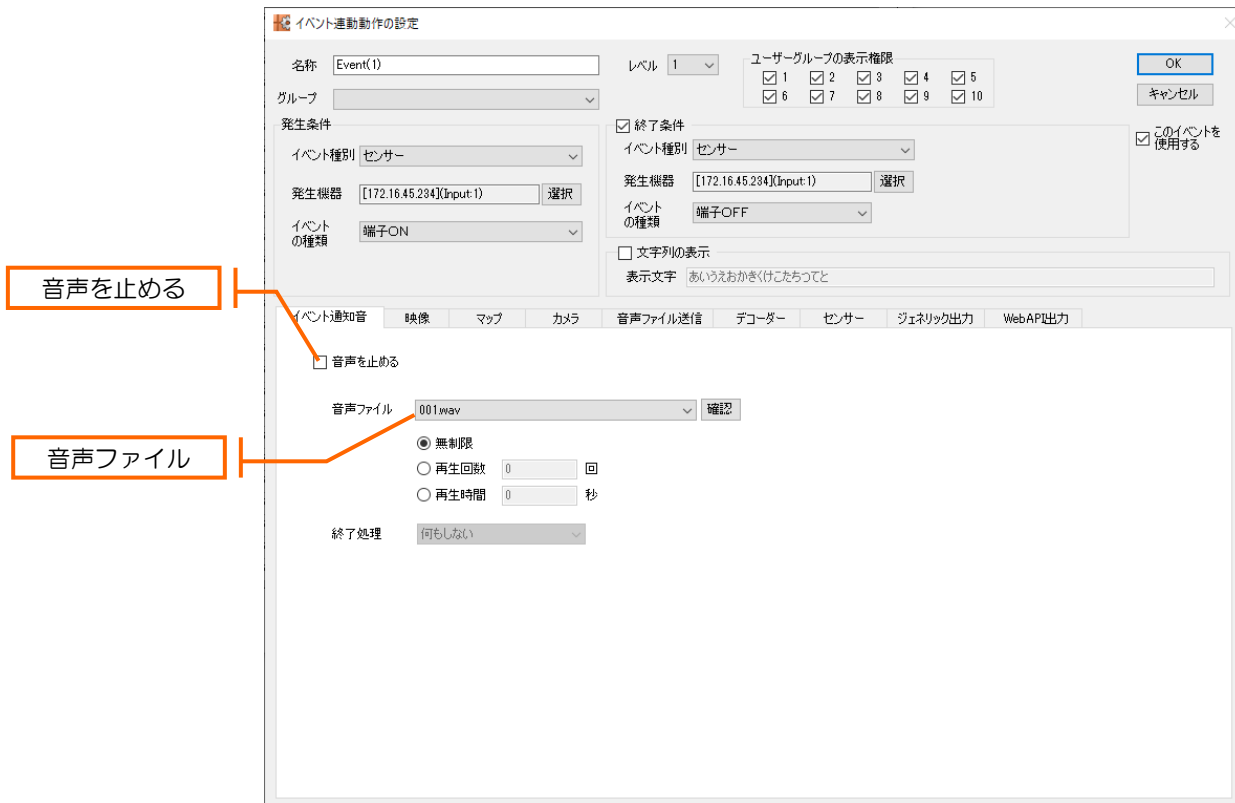 イベント連動動作の設定
名称 Event(1)
レベル 1
ユーザーグループの表示権限
1 2 3 4 5
6 7 8 9 10
OK
キャンセル
グループ
発生条件
イベント種別 センサー
発生機器 [172.16.45.234](Input:1) 選択
イベント
の種類 端子ON
終了条件
イベント種別 センサー
発生機器 [172.16.45.234](Input:1) 選択
イベント
の種類 端子OFF
このイベントを
使用する
文字列の表示
表示文字 あいうえおかきくけこたちつてと
音声を止める
イベント通知音 映像 マップ カメラ 音声ファイル送信 デコーダー センサー ジェネリック出力 WebAPI出力
音声を止める
音声ファイル 001.wav 確認
音声ファイル
無制限
再生回数 0 回
再生時間 0 秒
終了処理 何もしない